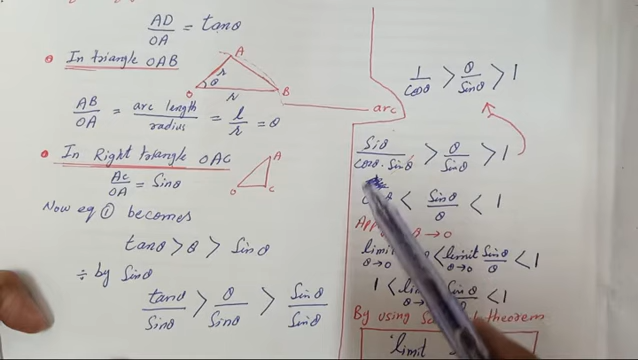 AD/OA = tanθ
In triangle OAB
A
r
θ
O
B
r
AB/OA = arc length/radius = l/r = θ
In Right triangle OAC
A
O
C
AC/OA = Sinθ
Now eq ① becomes
tanθ > θ > Sinθ
÷ by Sinθ
tanθ/Sinθ > θ/Sinθ > Sinθ/Sinθ
arc
1/Cosθ > θ/Sinθ > 1
Sinθ/Cosθ · Sinθ > θ/Sinθ > 1
< Sinθ/θ < 1
θ → 0
limit θ→0 < limit θ→0 Sinθ/θ < 1
1 < Sinθ/θ < 1
By using theorem
limit